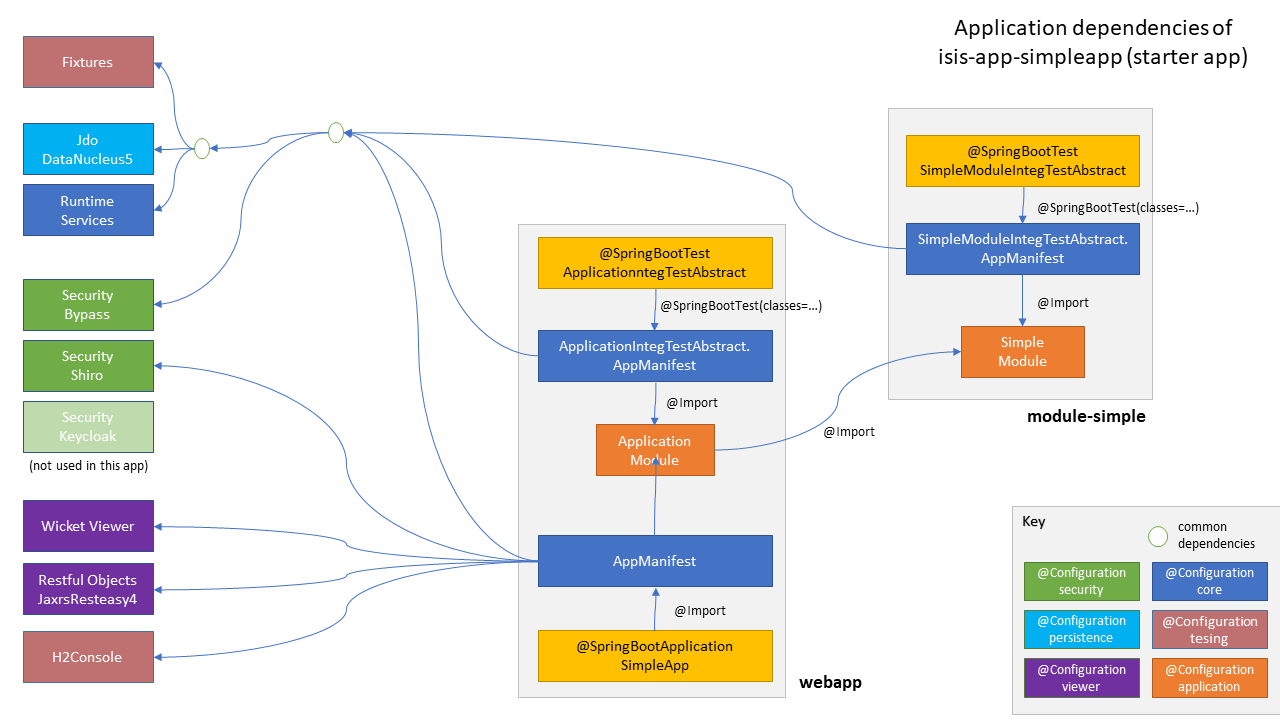 Application dependencies of
isis-app-simpleapp (starter app)
Fixtures
Jdo
DataNucleus5
Runtime
Services
Security
Bypass
Security
Shiro
Security
Keycloak
(not used in this app)
Wicket Viewer
Restful Objects
JaxrsResteasy4
H2Console
@SpringBootTest
ApplicationntegTestAbstract
@SpringBootTest(classes=...)
ApplicationIntegTestAbstract.
AppManifest
@Import
Application
Module
@Import
AppManifest
@Import
@SpringBootApplication
SimpleApp
webapp
@SpringBootTest
SimpleModuleIntegTestAbstract
@SpringBootTest(classes=...)
SimpleModuleIntegTestAbstract.
AppManifest
@Import
Simple
Module
module-simple
Key
common
dependencies
@Configuration
security
@Configuration
core
@Configuration
persistence
@Configuration
tesing
@Configuration
viewer
@Configuration
application